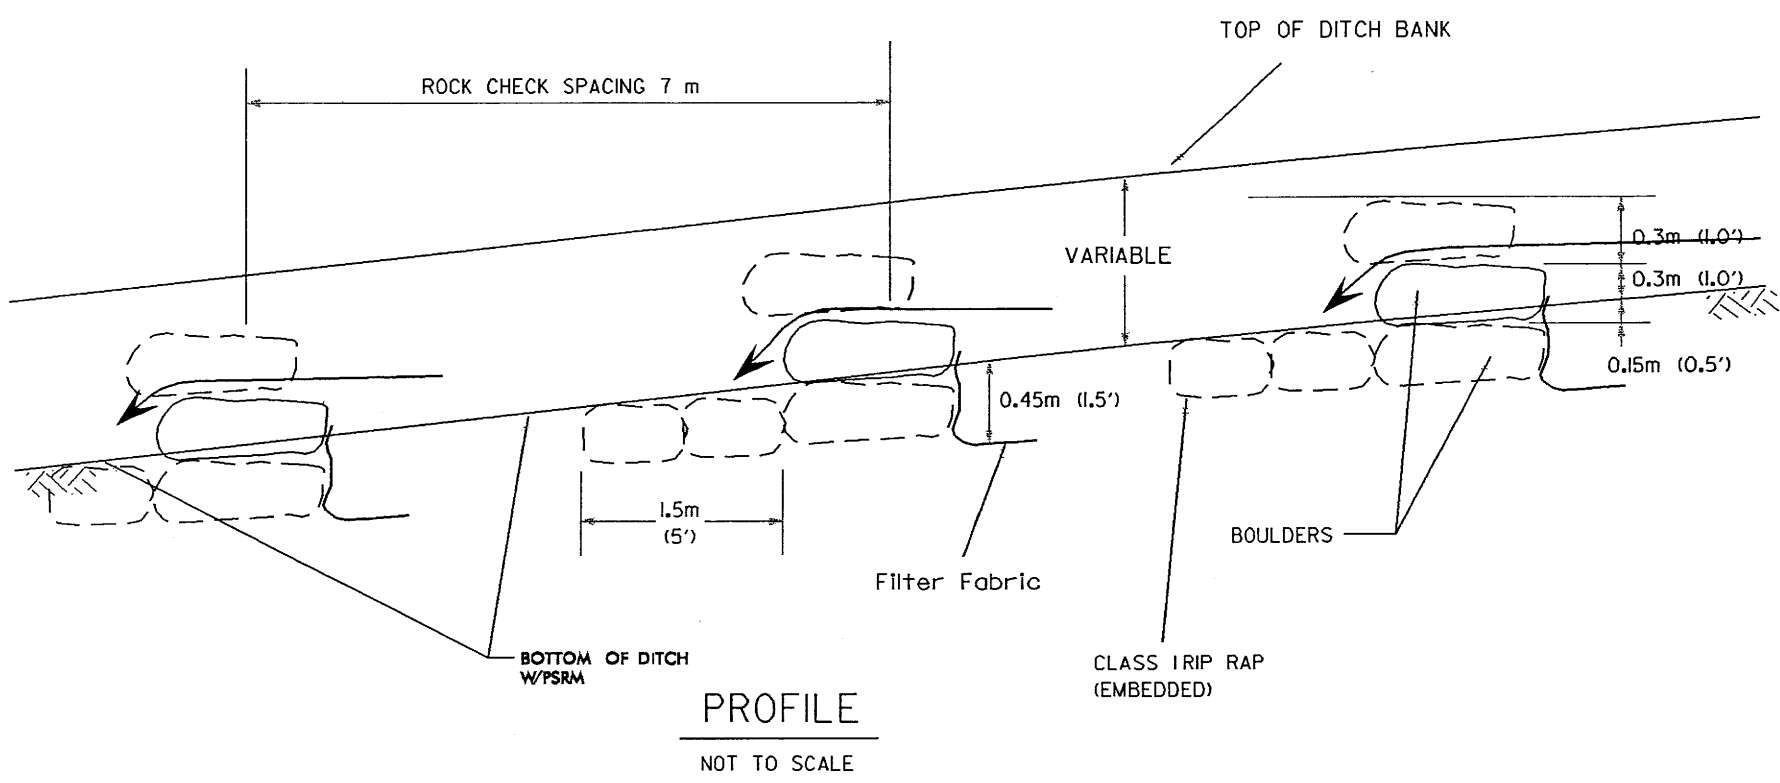 TOP OF DITCH BANK
ROCK CHECK SPACING 7 m
VARIABLE
0.3m (1.0')
0.3m (1.0')
0.15m (0.5')
0.45m (1.5')
1.5m
(5')
BOULDERS
Filter Fabric
BOTTOM OF DITCH
W/PSRM
CLASS I RIP RAP
(EMBEDDED)
PROFILE
NOT TO SCALE